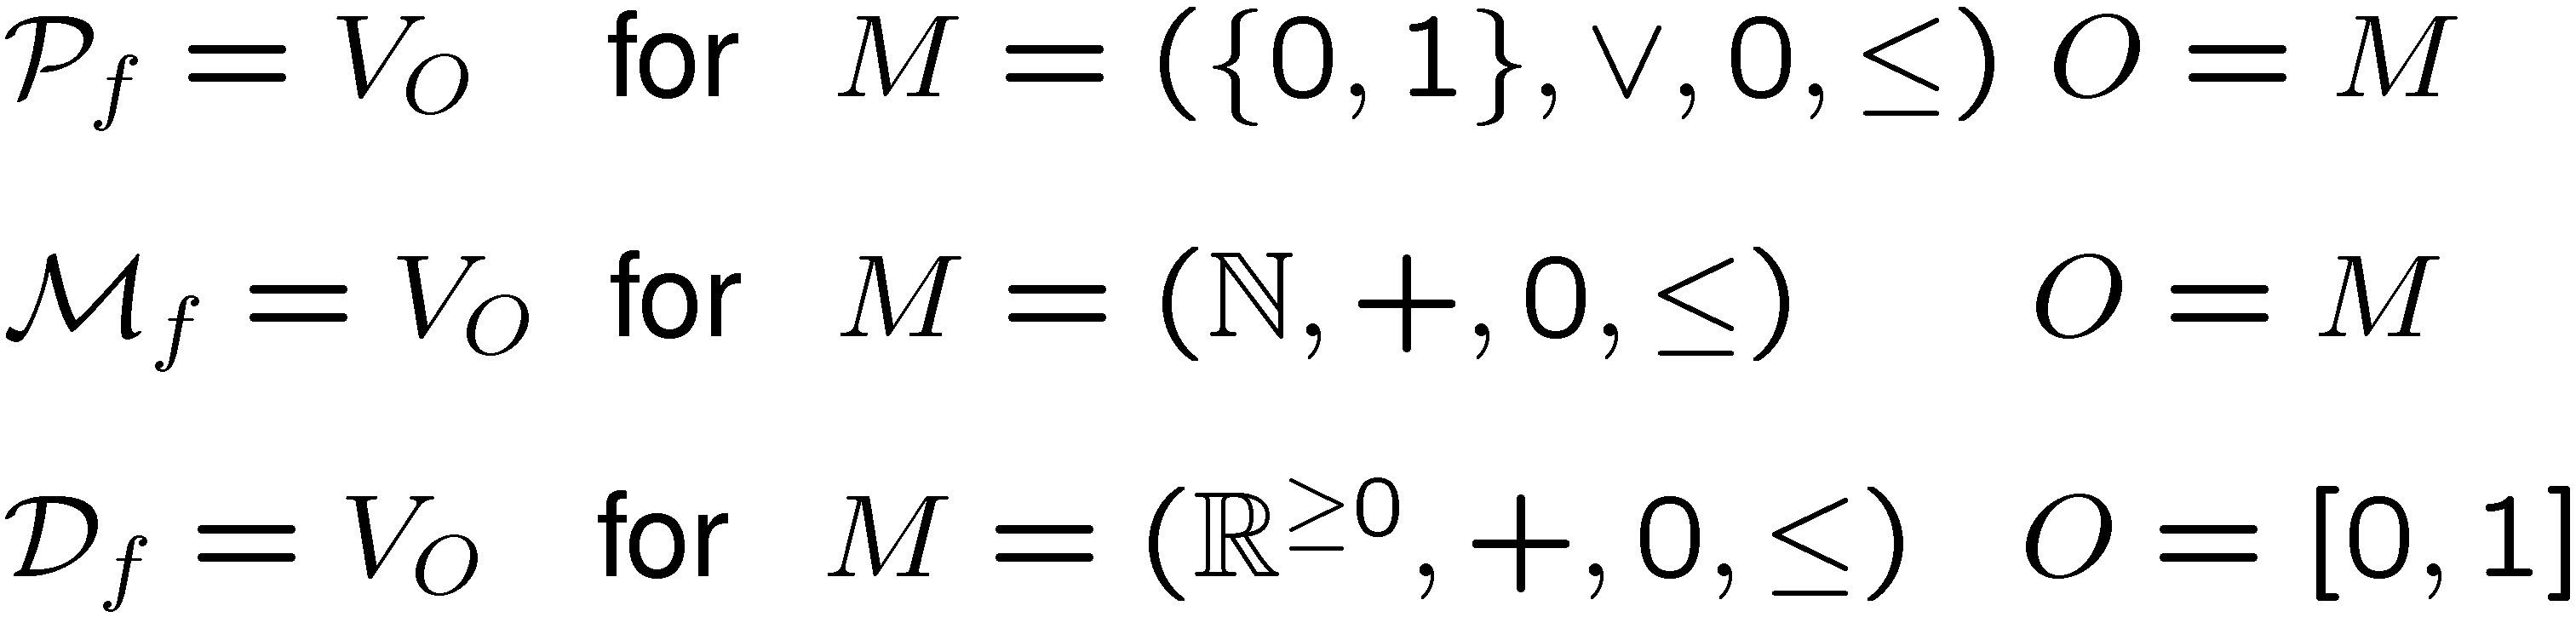 𝒫_f = V_O for M = ({0, 1}, ∨, 0, ≤) O = M
ℳ_f = V_O for M = (ℕ, +, 0, ≤) O = M
𝒟_f = V_O for M = (ℝ^≥0, +, 0, ≤) O = [0, 1]